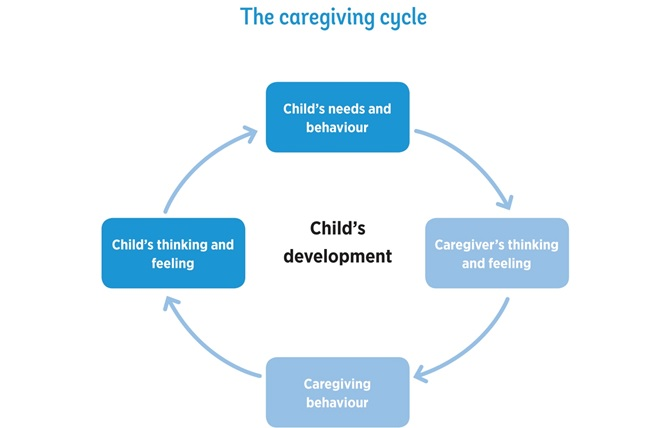 The caregiving cycle
Child’s needs and
behaviour
Child’s
development
Child’s thinking and
feeling
Caregiver’s thinking
and feeling
Caregiving
behaviour